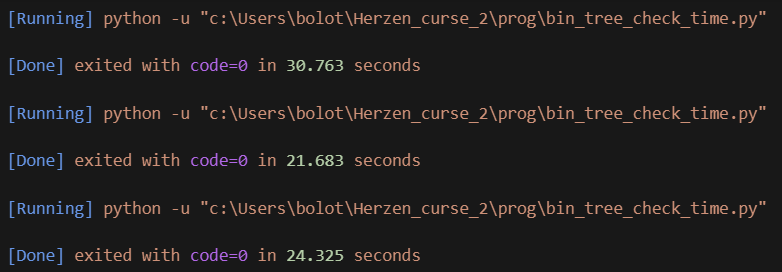 [Running] python -u "c:\Users\bolot\Herzen_curse_2\prog\bin_tree_check_time.py"
[Done] exited with code=0 in 30.763 seconds
[Running] python -u "c:\Users\bolot\Herzen_curse_2\prog\bin_tree_check_time.py"
[Done] exited with code=0 in 21.683 seconds
[Running] python -u "c:\Users\bolot\Herzen_curse_2\prog\bin_tree_check_time.py"
[Done] exited with code=0 in 24.325 seconds